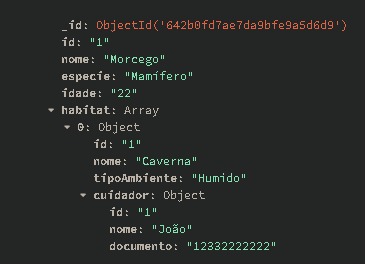 _id: ObjectId('642b0fd7ae7da9bfe9a5d6d9')
id: "1"
nome: "Morcego"
especie: "Mamífero"
idade: "22"
habitat: Array
0: Object
id: "1"
nome: "Caverna"
tipoAmbiente: "Humido"
cuidador: Object
id: "1"
nome: "João"
documento: "12332222222"